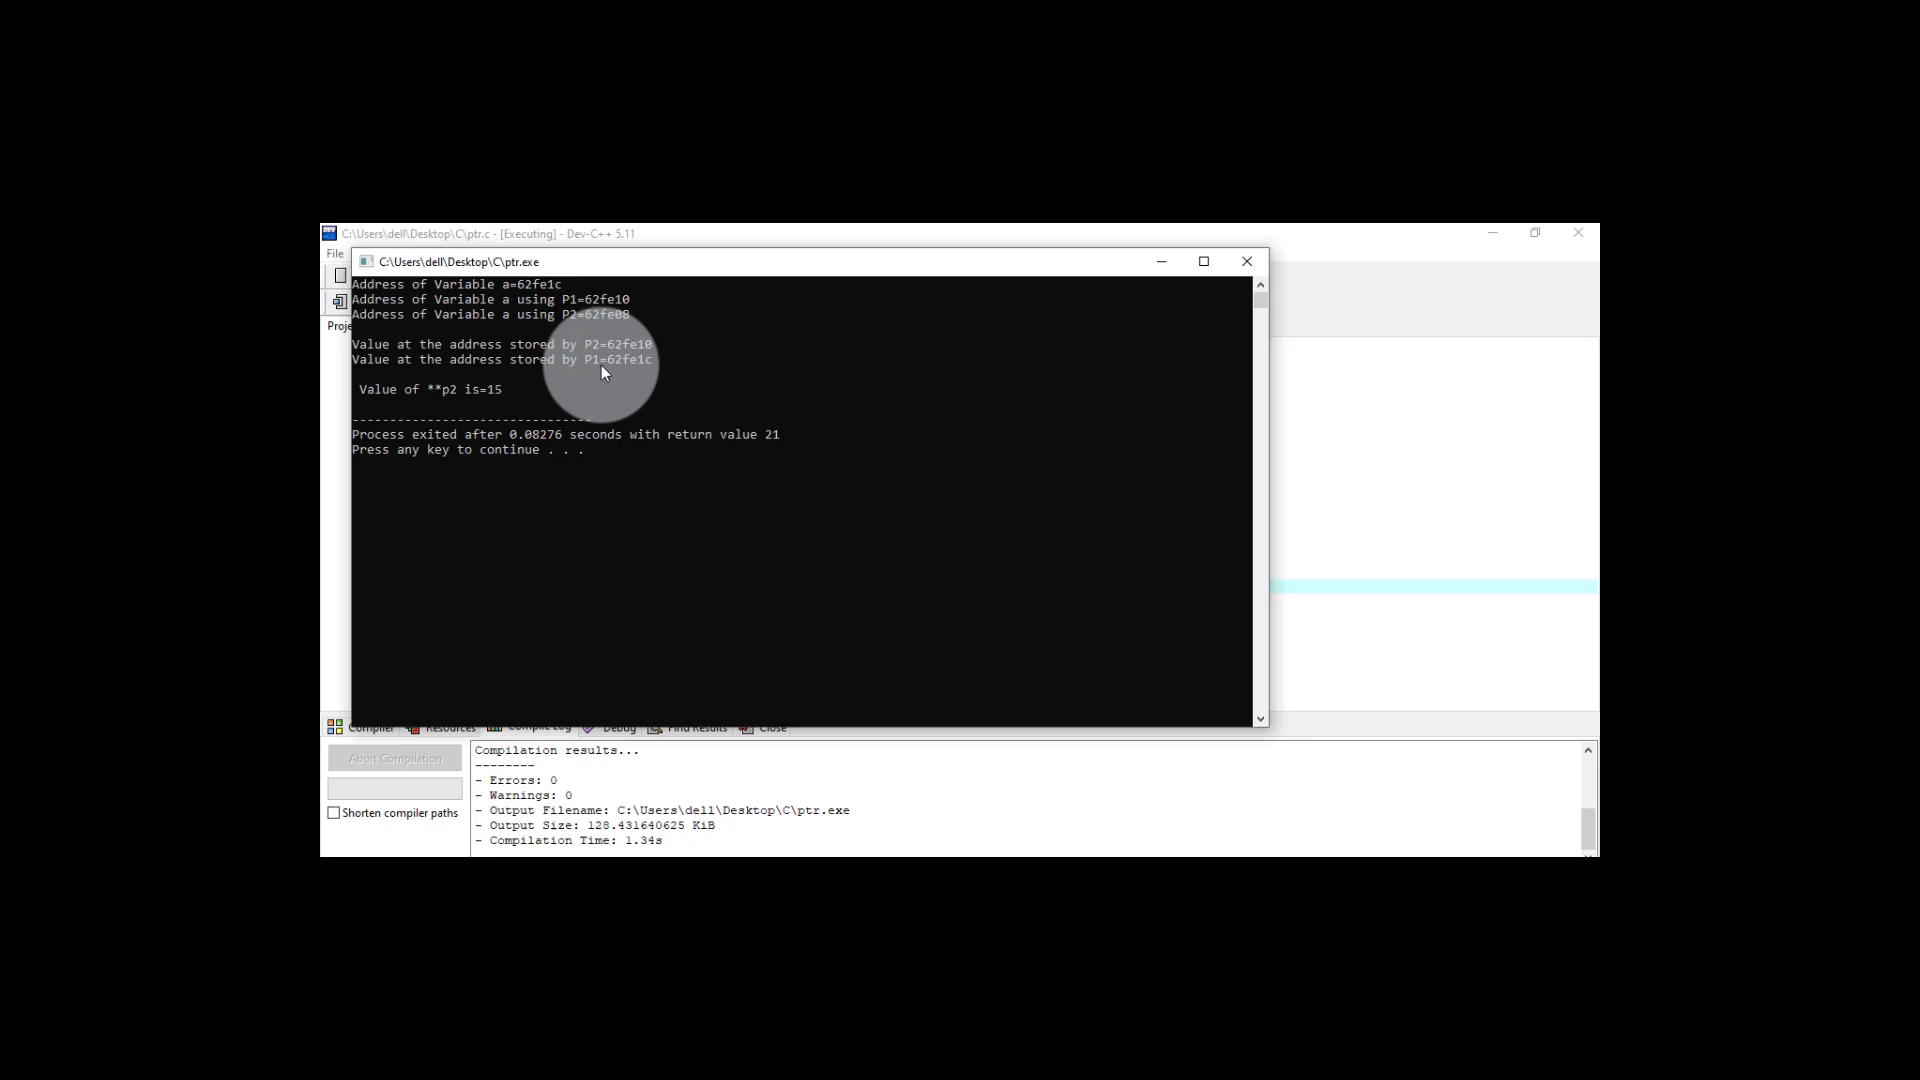 C:\Users\dell\Desktop\C\ptr.c - [Executing] - Dev-C++ 5.11
File
C:\Users\dell\Desktop\C\ptr.exe
Address of Variable a=62fe1c
Address of Variable a using P1=62fe10
Address of Variable a using P2=62fe08
Proje
Value at the address stored by P2=62fe10
Value at the address stored by P1=62fe1c
Value of **p2 is=15
--------------------------------
Process exited after 0.08276 seconds with return value 21
Press any key to continue . . .
Compiler Resources Compile Log Debug Find Results Close
Abort Compilation
Shorten compiler paths
Compilation results...
--------
- Errors: 0
- Warnings: 0
- Output Filename: C:\Users\dell\Desktop\C\ptr.exe
- Output Size: 128.431640625 KiB
- Compilation Time: 1.34s